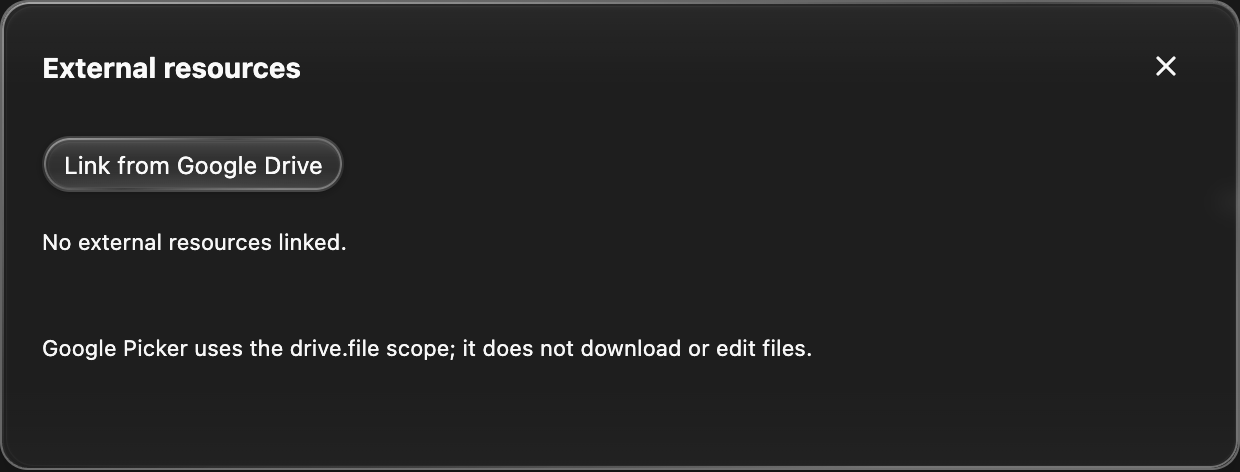 External resources
Link from Google Drive
No external resources linked.
Google Picker uses the drive.file scope; it does not download or edit files.